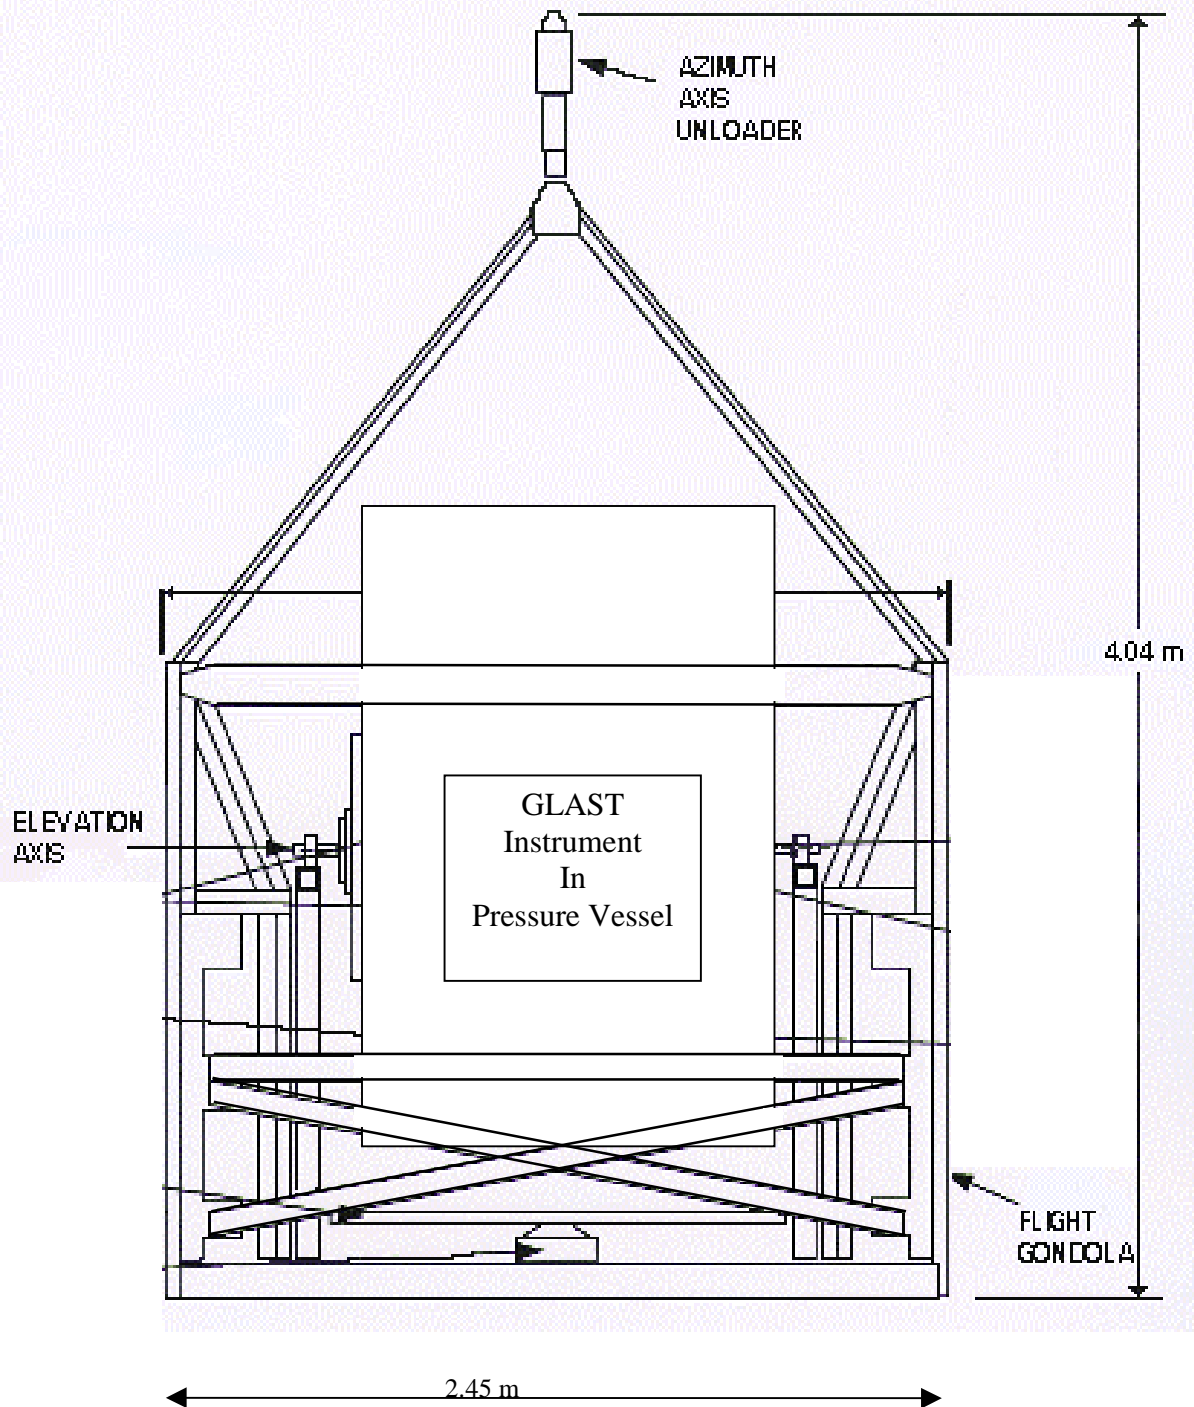 AZIMUTH
AXIS
UNLOADER
4.04 m
ELEVATION
AXIS
GLAST
Instrument
In
Pressure Vessel
FLIGHT
GONDOLA
2.45 m